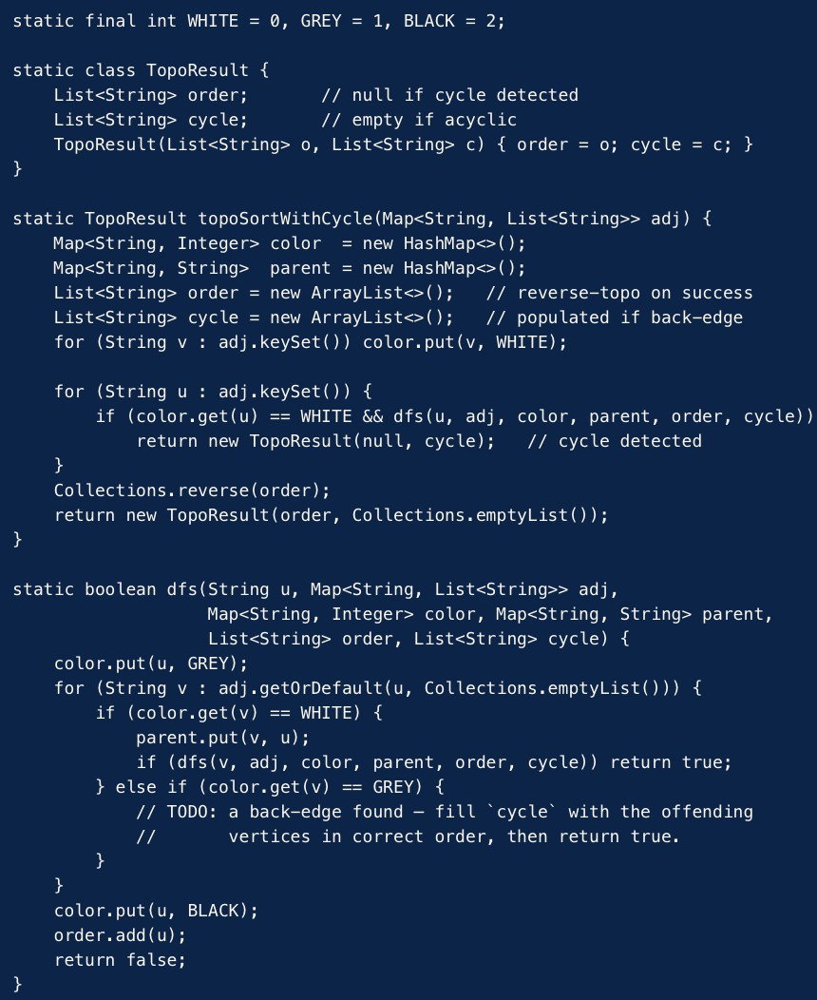 static final int WHITE = 0, GREY = 1, BLACK = 2;

static class TopoResult {
    List<String> order;       // null if cycle detected
    List<String> cycle;       // empty if acyclic
    TopoResult(List<String> o, List<String> c) { order = o; cycle = c; }
}

static TopoResult topoSortWithCycle(Map<String, List<String>> adj) {
    Map<String, Integer> color  = new HashMap<>();
    Map<String, String>  parent = new HashMap<>();
    List<String> order = new ArrayList<>();   // reverse–topo on success
    List<String> cycle = new ArrayList<>();   // populated if back–edge
    for (String v : adj.keySet()) color.put(v, WHITE);

    for (String u : adj.keySet()) {
        if (color.get(u) == WHITE && dfs(u, adj, color, parent, order, cycle))
            return new TopoResult(null, cycle);   // cycle detected
    }
    Collections.reverse(order);
    return new TopoResult(order, Collections.emptyList());
}

static boolean dfs(String u, Map<String, List<String>> adj,
                   Map<String, Integer> color, Map<String, String> parent,
                   List<String> order, List<String> cycle) {
    color.put(u, GREY);
    for (String v : adj.getOrDefault(u, Collections.emptyList())) {
        if (color.get(v) == WHITE) {
            parent.put(v, u);
            if (dfs(v, adj, color, parent, order, cycle)) return true;
        } else if (color.get(v) == GREY) {
            // TODO: a back–edge found — fill `cycle` with the offending
            //       vertices in correct order, then return true.
        }
    }
    color.put(u, BLACK);
    order.add(u);
    return false;
}